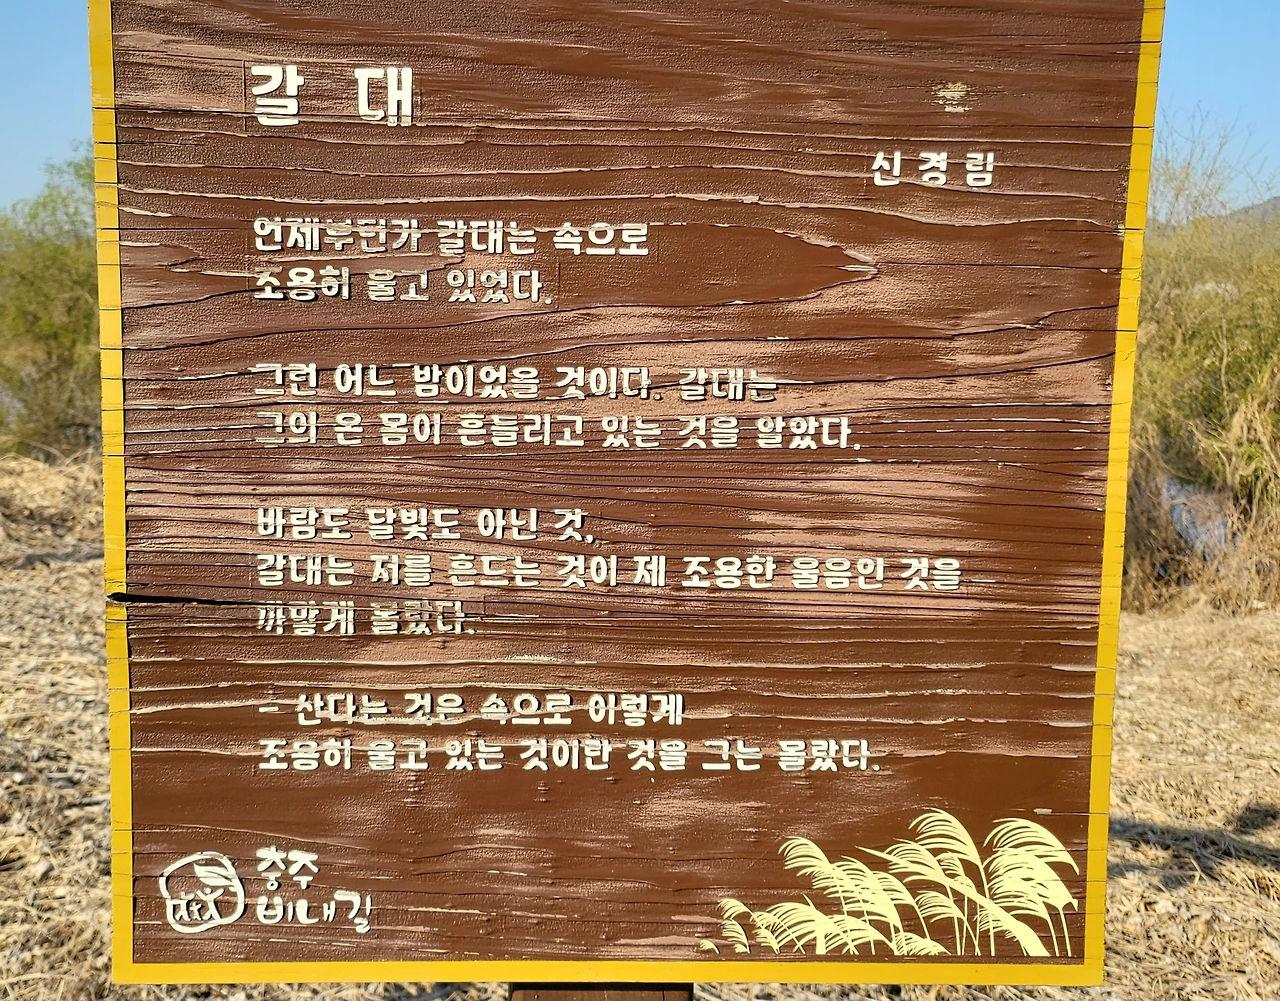 갈 대
신경림
언제부턴가 갈대는 속으로
조용히 울고 있었다.
그런 어느 밤이었을 것이다. 갈대는
그의 온 몸이 흔들리고 있는 것을 알았다.
바람도 달빛도 아닌 것,
갈대는 저를 흔드는 것이 제 조용한 울음인 것을
까맣게 몰랐다.
- 산다는 것은 속으로 이렇게
조용히 울고 있는 것이란 것을 그는 몰랐다.
충주
비내길